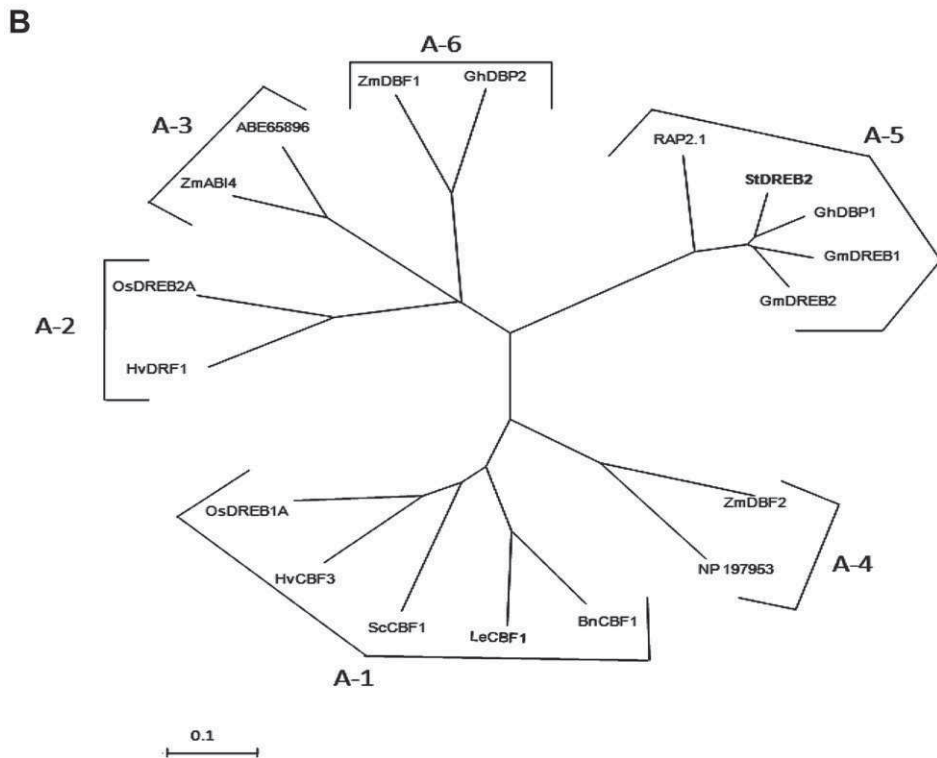 B
A-6
ZmDBF1
GhDBP2
A-3
ABE65896
ZmABI4
A-5
RAP2.1
StDREB2
GhDBP1
GmDREB1
GmDREB2
A-2
OsDREB2A
HvDRF1
OsDREB1A
HvCBF3
ScCBF1
LeCBF1
BnCBF1
A-1
ZmDBF2
NP 197953
A-4
0.1